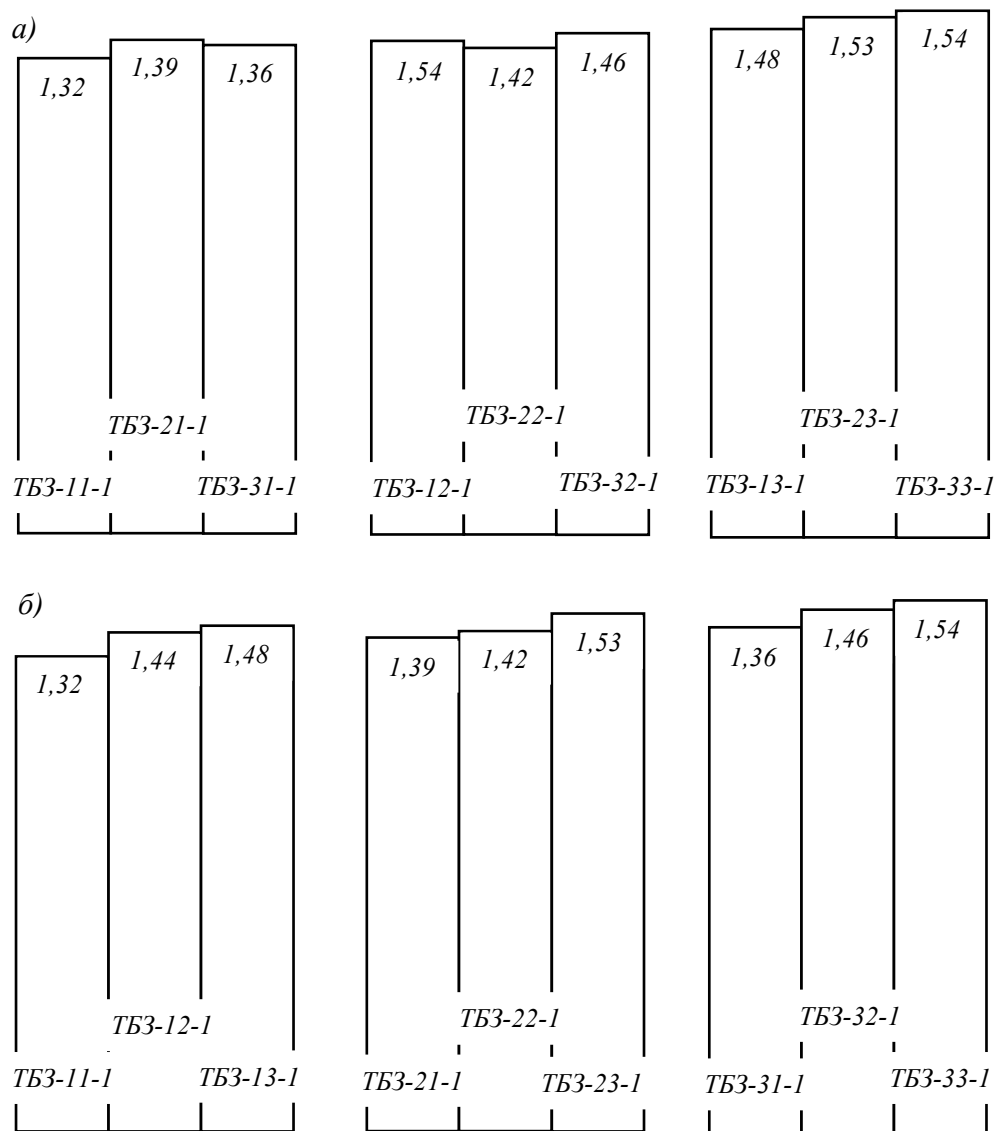 а)
1,32 1,39 1,36
1,54 1,42 1,46
1,48 1,53 1,54
ТБЗ-21-1
ТБЗ-11-1 ТБЗ-31-1
ТБЗ-22-1
ТБЗ-12-1 ТБЗ-32-1
ТБЗ-23-1
ТБЗ-13-1 ТБЗ-33-1
б)
1,32 1,44 1,48
1,39 1,42 1,53
1,36 1,46 1,54
ТБЗ-12-1
ТБЗ-11-1 ТБЗ-13-1
ТБЗ-22-1
ТБЗ-21-1 ТБЗ-23-1
ТБЗ-32-1
ТБЗ-31-1 ТБЗ-33-1